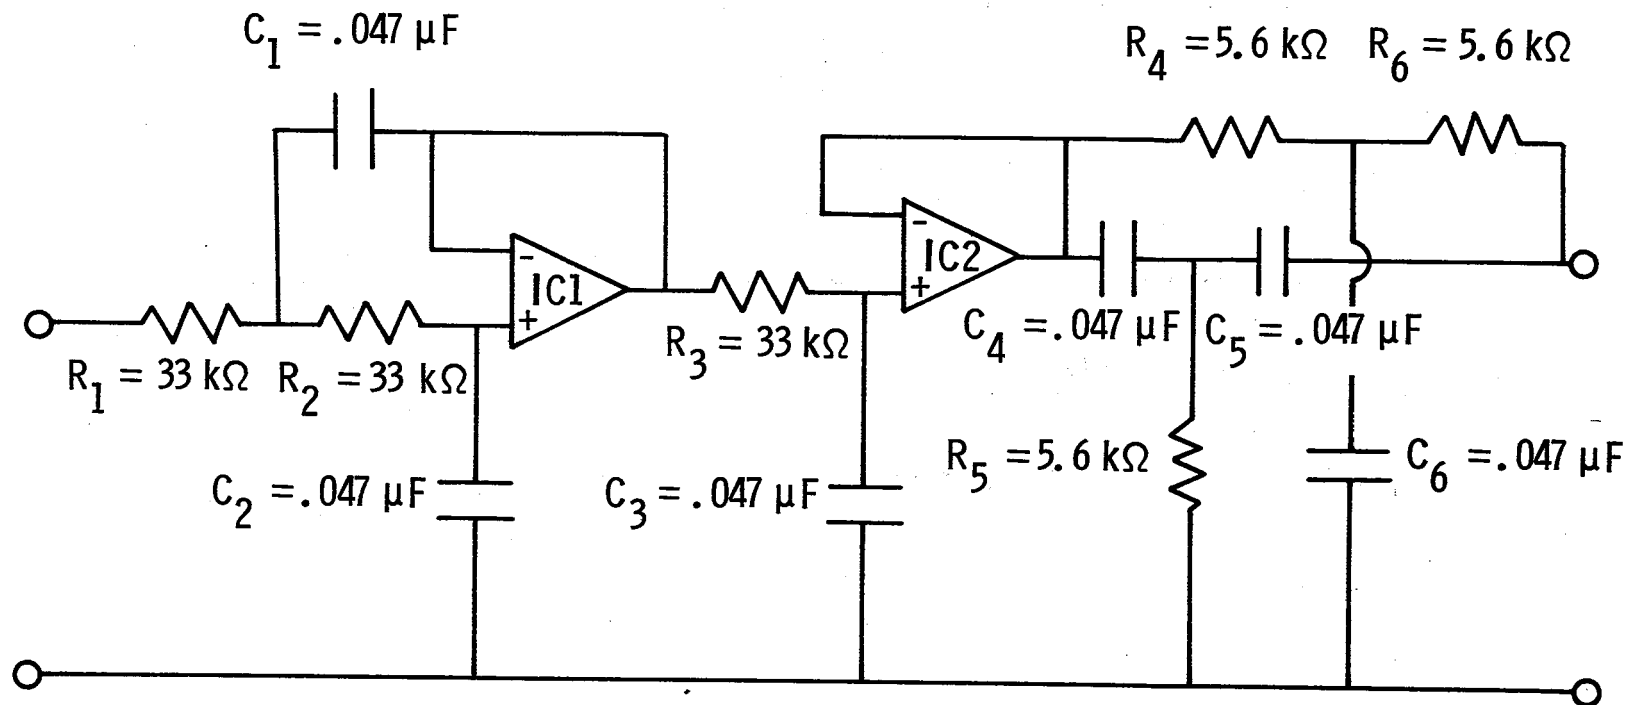 C1 = .047 µF
R4 = 5.6 kΩ
R6 = 5.6 kΩ
-
IC1
+
-
IC2
+
R1 = 33 kΩ
R2 = 33 kΩ
R3 = 33 kΩ
C4 = .047 µF
C5 = .047 µF
C2 = .047 µF
C3 = .047 µF
R5 = 5.6 kΩ
C6 = .047 µF